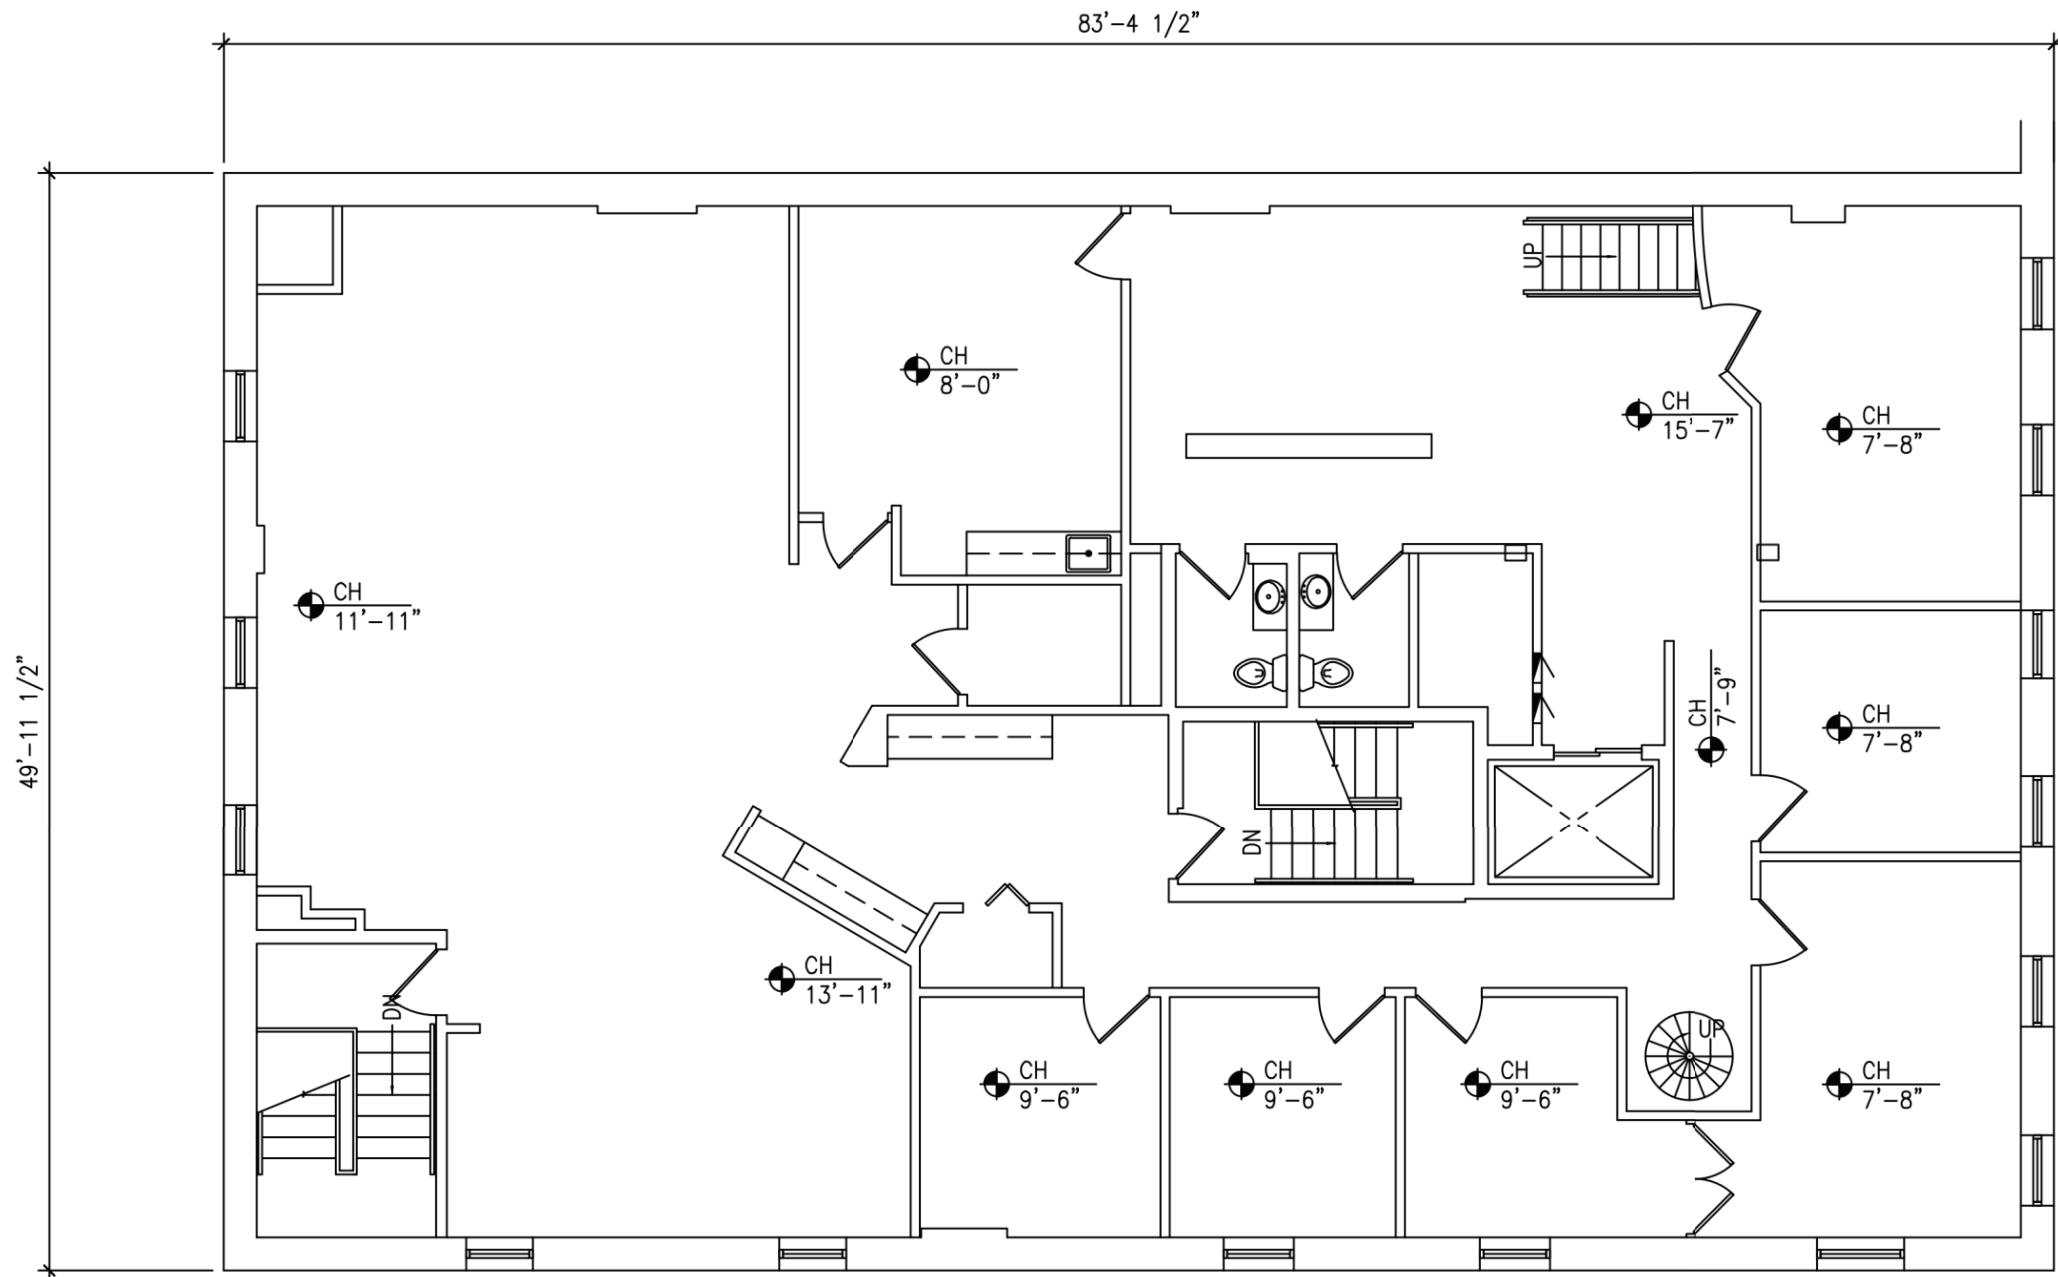 83'-4 1/2"
49'-11 1/2"
UP
CH
8'-0"
CH
15'-7"
CH
7'-8"
CH
11'-11"
CH
7'-9"
CH
7'-8"
DN
CH
13'-11"
DN
UP
CH
9'-6"
CH
9'-6"
CH
9'-6"
CH
7'-8"